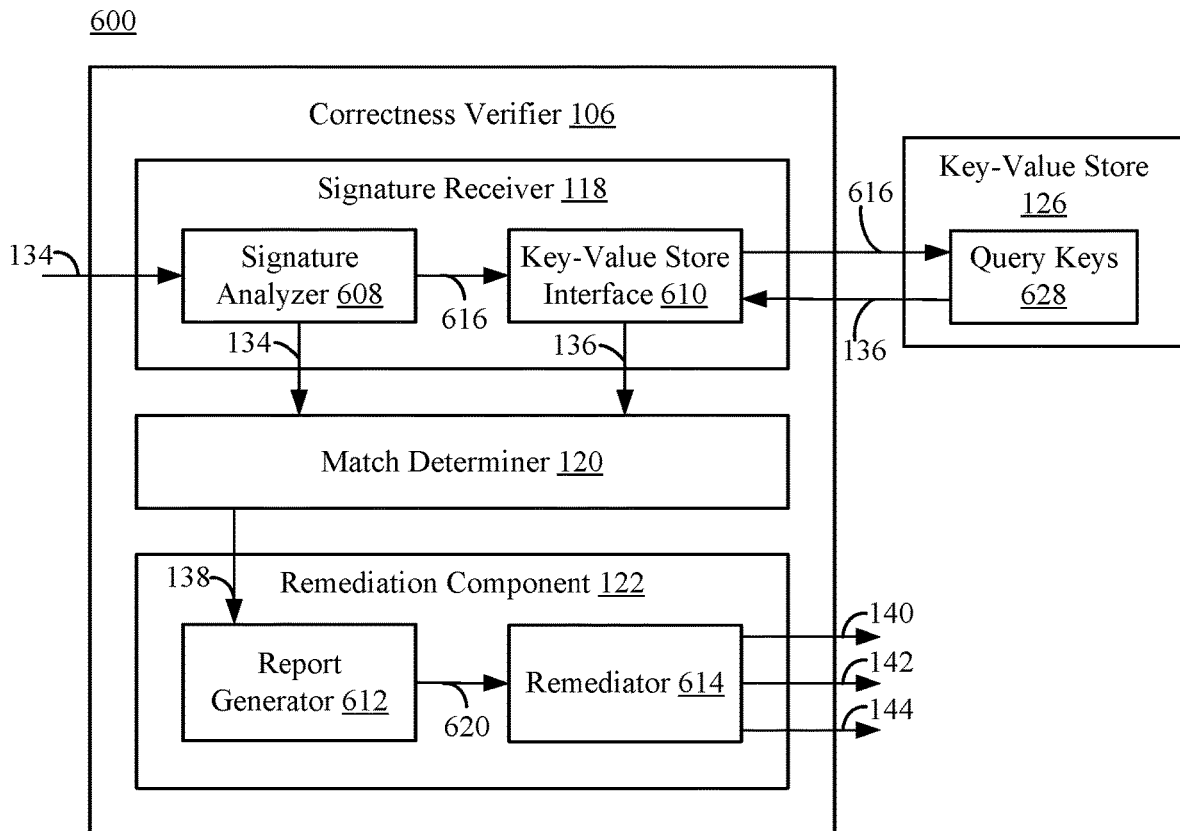 600
Correctness Verifier 106
Signature Receiver 118
Key-Value Store
126
616
134
Signature
Analyzer 608
Key-Value Store
Interface 610
Query Keys
628
616
134
136
136
Match Determiner 120
138
Remediation Component 122
140
Report
Generator 612
Remediator 614
142
620
144